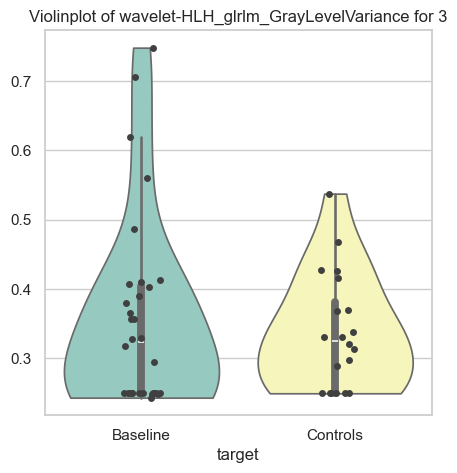 Violinplot of wavelet-HLH_glrlm_GrayLevelVariance for 3
0.7
0.6
0.5
0.4
0.3
Baseline
Controls
target